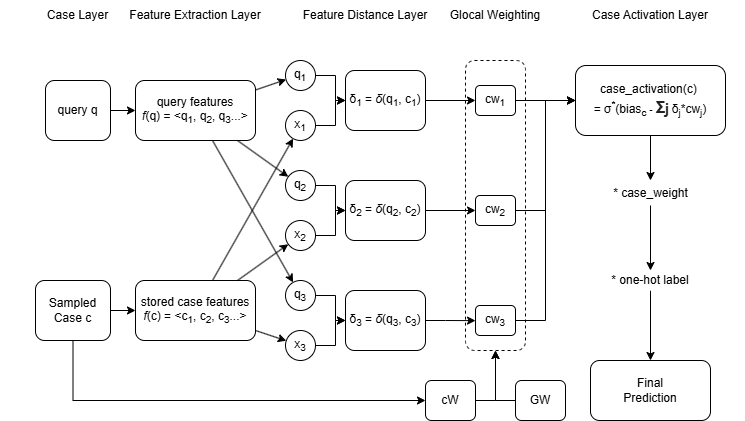 Case Layer
Feature Extraction Layer
Feature Distance Layer
Glocal Weighting
Case Activation Layer
query q
query features
f(q) = <q₁, q₂, q₃...>
q₁
x₁
δ₁ = δ(q₁, c₁)
cw₁
case_activation(c)
= σ*(bias꜀ - Σj δⱼ*cwⱼ)
q₂
x₂
δ₂ = δ(q₂, c₂)
cw₂
* case_weight
Sampled
Case c
stored case features
f(c) = <c₁, c₂, c₃...>
q₃
x₃
δ₃ = δ(q₃, c₃)
cw₃
* one-hot label
cW
GW
Final
Prediction